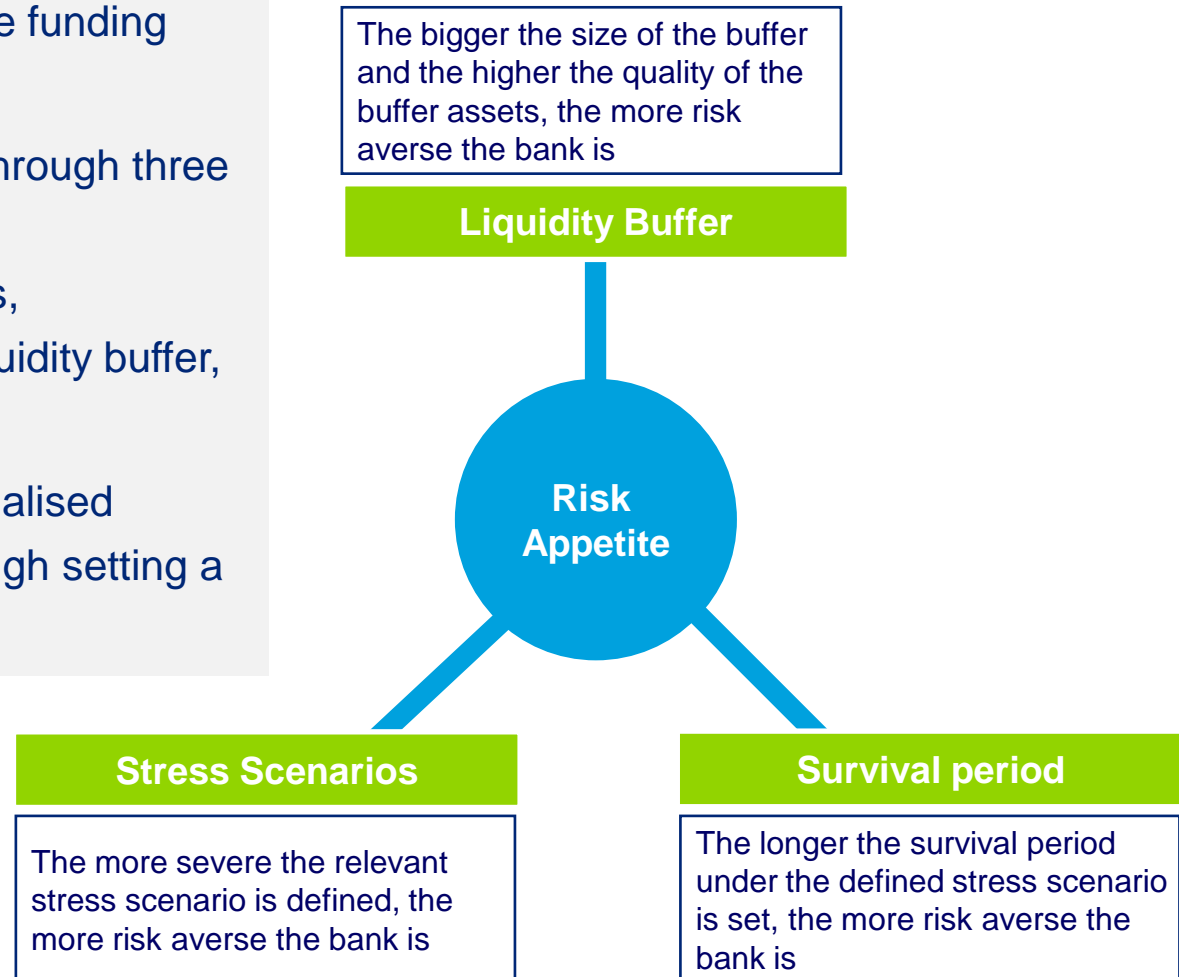 e funding
hrough three
s,
uidity buffer,
alised
gh setting a
The bigger the size of the buffer
and the higher the quality of the
buffer assets, the more risk
averse the bank is
Liquidity Buffer
Risk
Appetite
Stress Scenarios
The more severe the relevant
stress scenario is defined, the
more risk averse the bank is
Survival period
The longer the survival period
under the defined stress scenario
is set, the more risk averse the
bank is